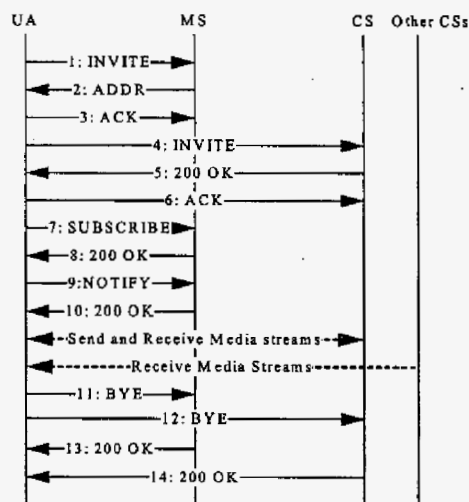 UA MS CS Other CSs
1: INVITE
2: ADDR
3: ACK
4: INVITE
5: 200 OK
6: ACK
7: SUBSCRIBE
8: 200 OK
9:NOTIFY
10: 200 OK
Send and Receive Media streams
Receive Media Streams
11: BYE
12: BYE
13: 200 OK
14: 200 OK